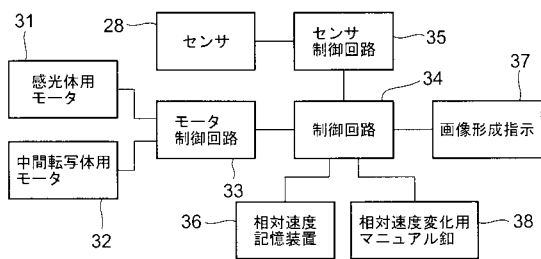 28
センサ
センサ
制御回路
35
31
感光体用
モータ
34
37
モータ
制御回路
33
制御回路
画像形成指示
中間転写体用
モータ
32
36
相対速度
記憶装置
相対速度変化用
マニュアル釦
38